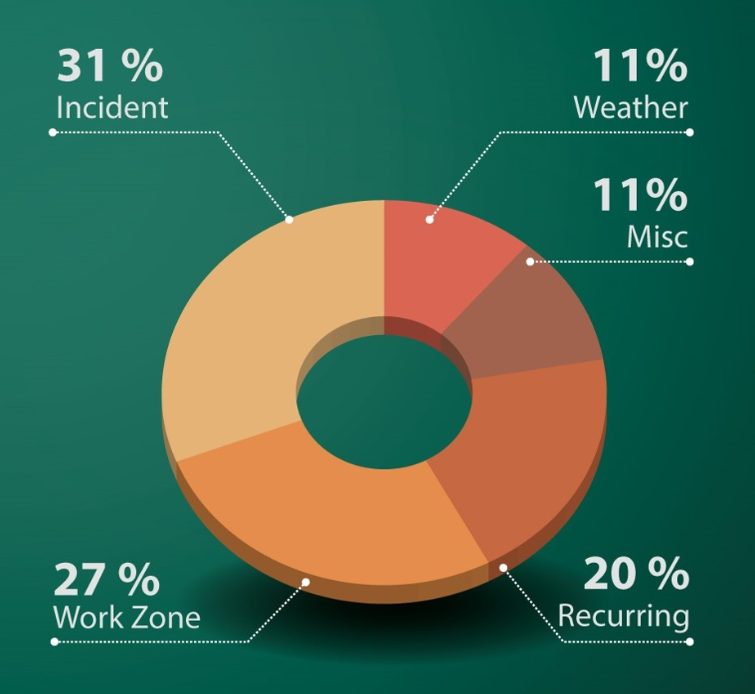 31 %
Incident
11%
Weather
11%
Misc
27 %
Work Zone
20 %
Recurring